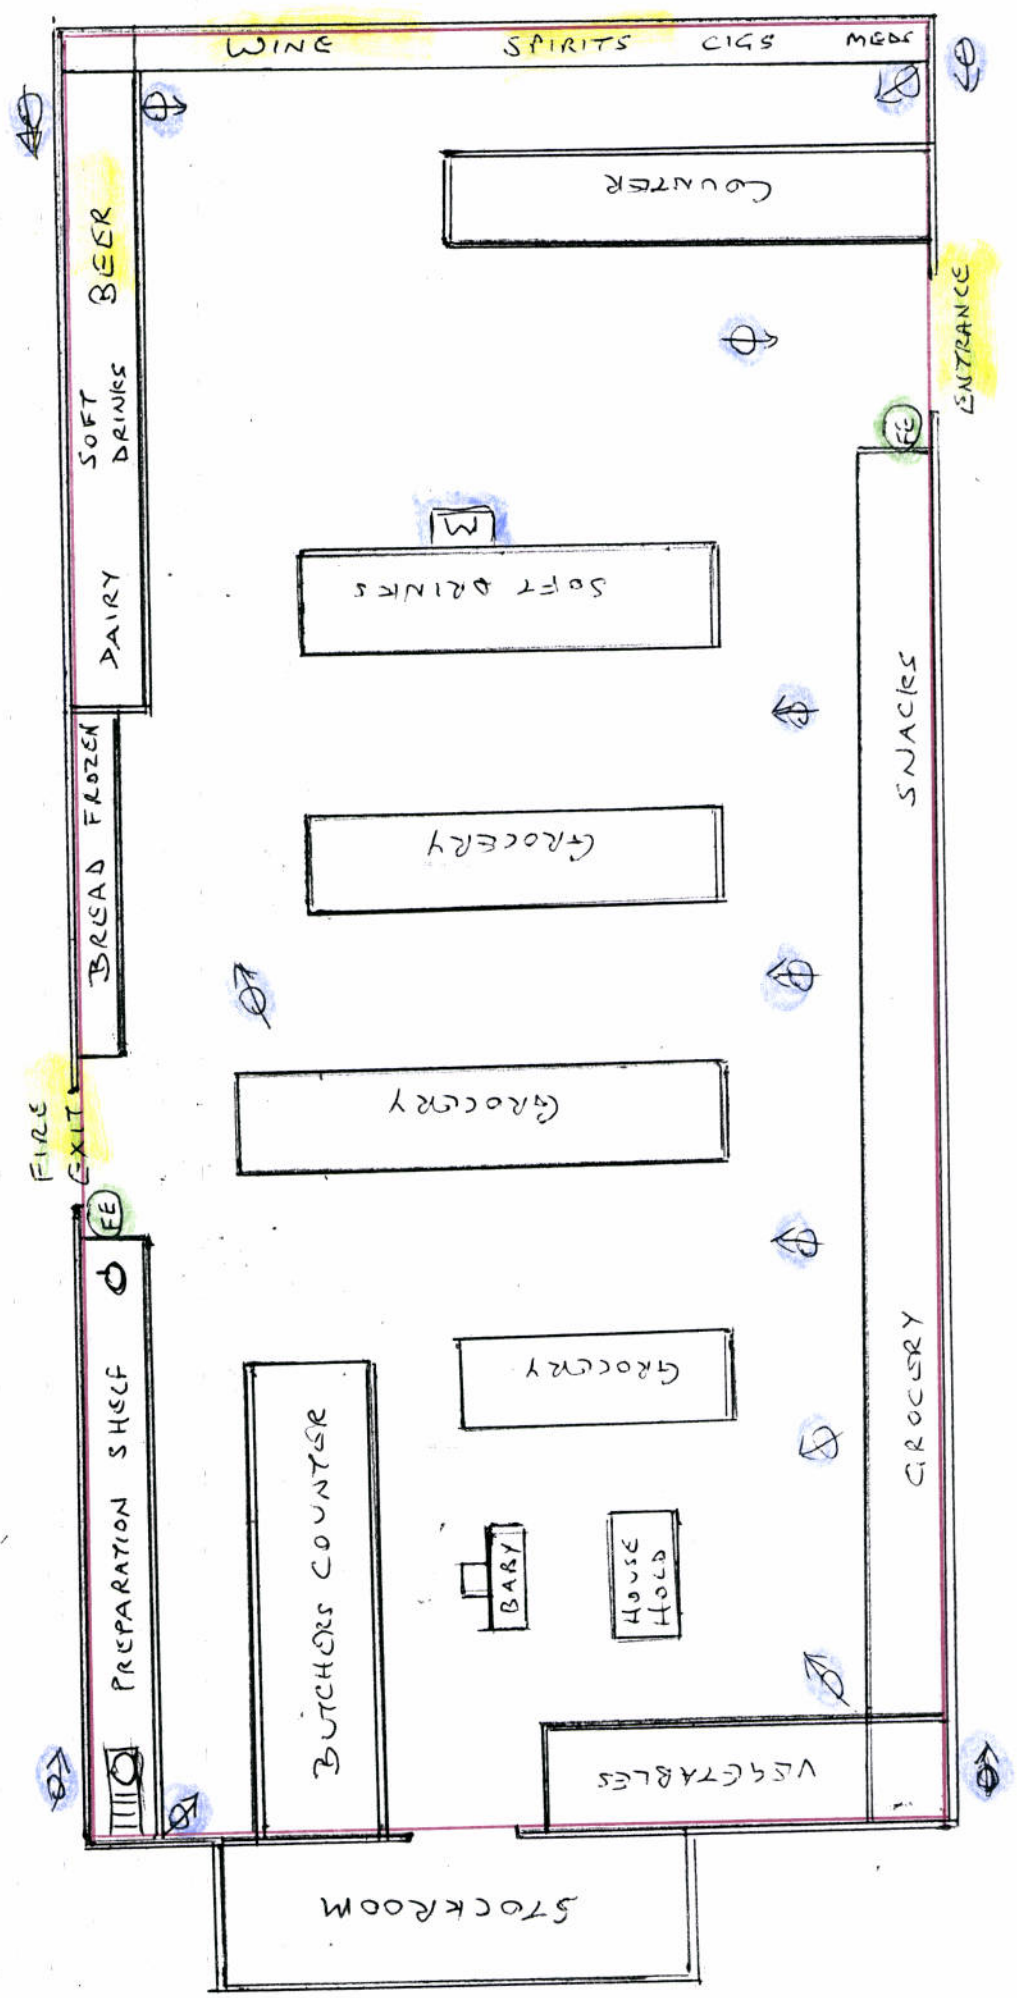 WINE
SPIRITS
CIGS
MEDS
COUNTER
BEER
SOFT
DRINKS
DAIRY
ENTRANCE
FE
M
SOFT DRINKS
SNACKS
BREAD FROZEN
GROCERY
GROCERY
FIRE
EXIT
FE
GROCERY
GROCERY
PREPARATION SHELF
BUTCHERS COUNTER
BABY
HOUSE
HOLD
VEGETABLES
STOCKROOM